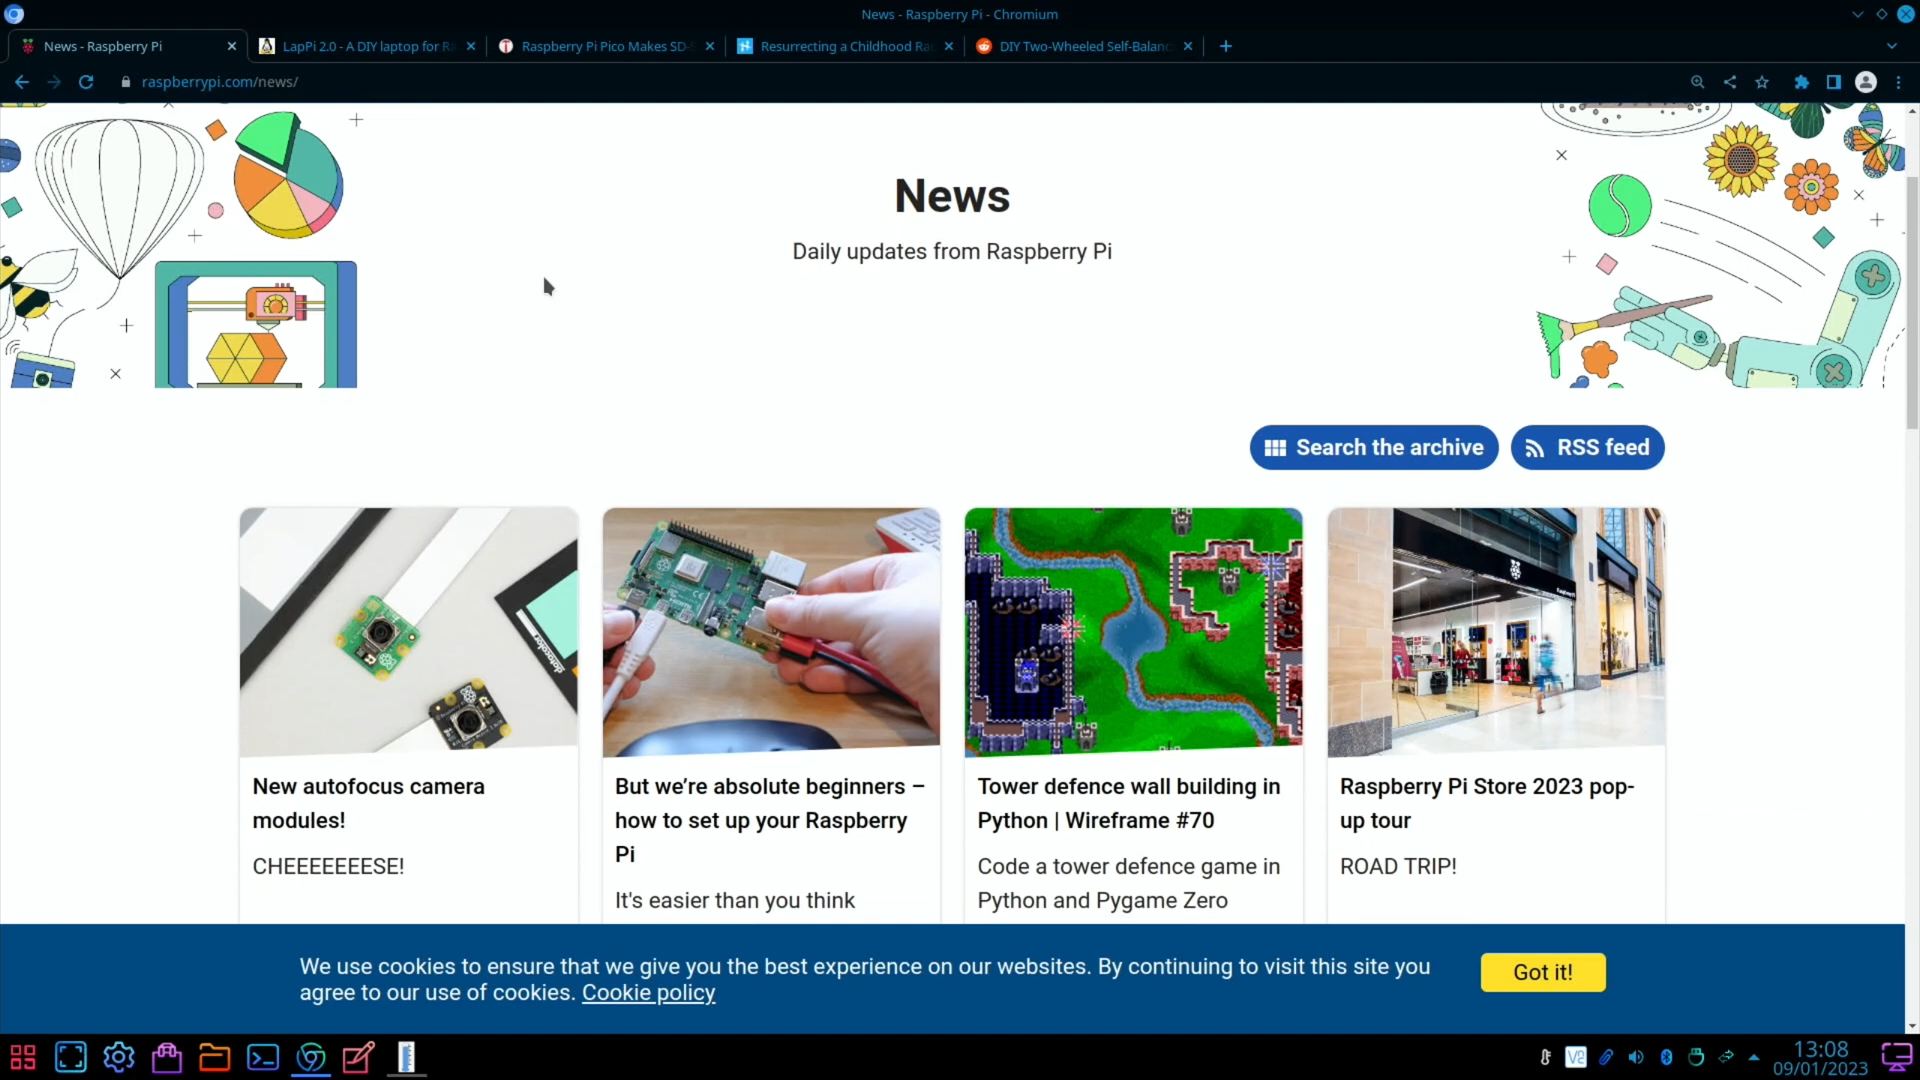 News - Raspberry Pi - Chromium
News - Raspberry Pi
LapPi 2.0 - A DIY laptop for Ra
Raspberry Pi Pico Makes SD-
Resurrecting a Childhood Ra
DIY Two-Wheeled Self-Balanc
raspberrypi.com/news/
News
Daily updates from Raspberry Pi
Search the archive
RSS feed
New autofocus camera
modules!
CHEEEEEEESE!
But we’re absolute beginners –
how to set up your Raspberry
Pi
It's easier than you think
Tower defence wall building in
Python | Wireframe #70
Code a tower defence game in
Python and Pygame Zero
Raspberry Pi Store 2023 pop-
up tour
ROAD TRIP!
We use cookies to ensure that we give you the best experience on our websites. By continuing to visit this site you
agree to our use of cookies. Cookie policy
Got it!
13:08
09/01/2023